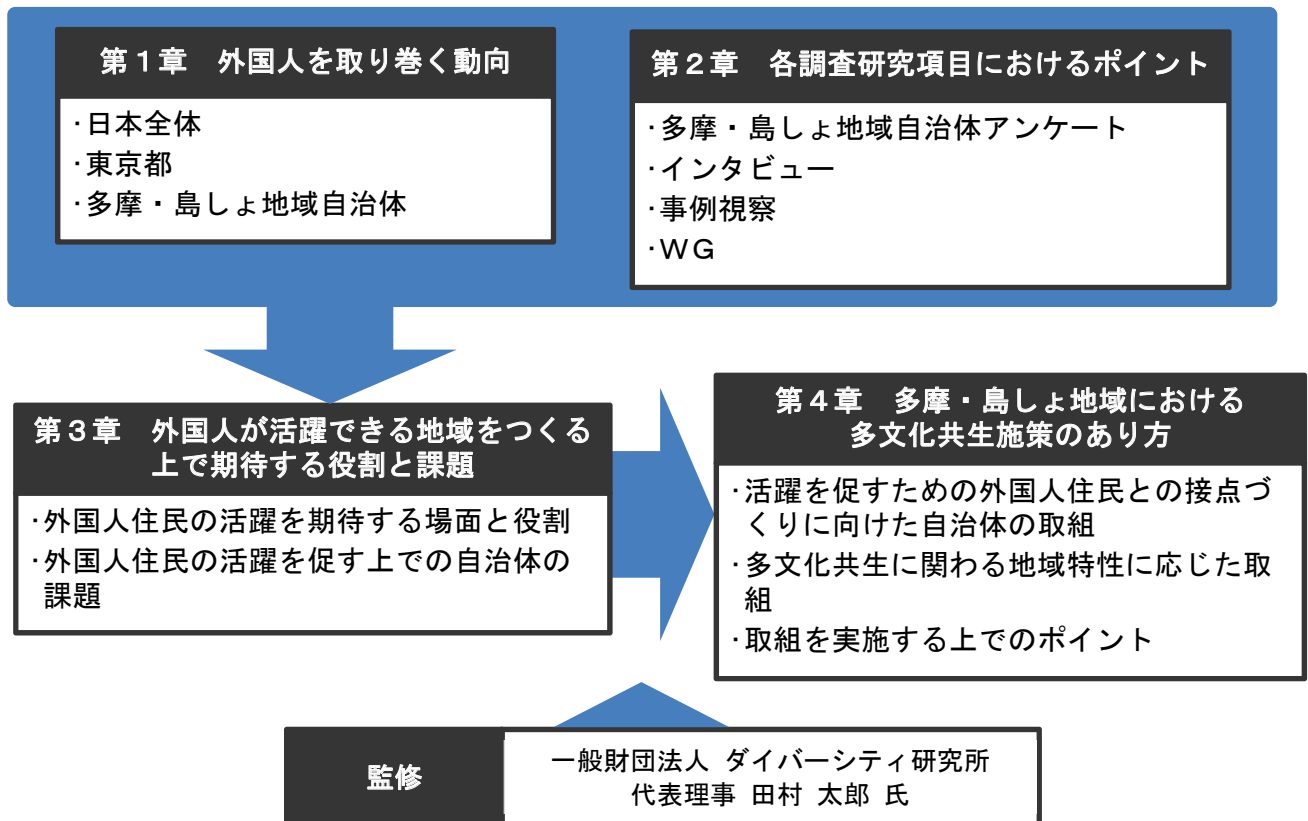 第1章 外国人を取り巻く動向
・日本全体
・東京都
・多摩・島しょ地域自治体
第2章 各調査研究項目におけるポイント
・多摩・島しょ地域自治体アンケート
・インタビュー
・事例視察
・WG
第3章 外国人が活躍できる地域をつくる
上で期待する役割と課題
・外国人住民の活躍を期待する場面と役割
・外国人住民の活躍を促す上での自治体の
課題
第4章 多摩・島しょ地域における
多文化共生施策のあり方
・活躍を促すための外国人住民との接点づ
くりに向けた自治体の取組
・多文化共生に関わる地域特性に応じた取
組
・取組を実施する上でのポイント
監修
一般財団法人 ダイバーシティ研究所
代表理事 田村 太郎 氏